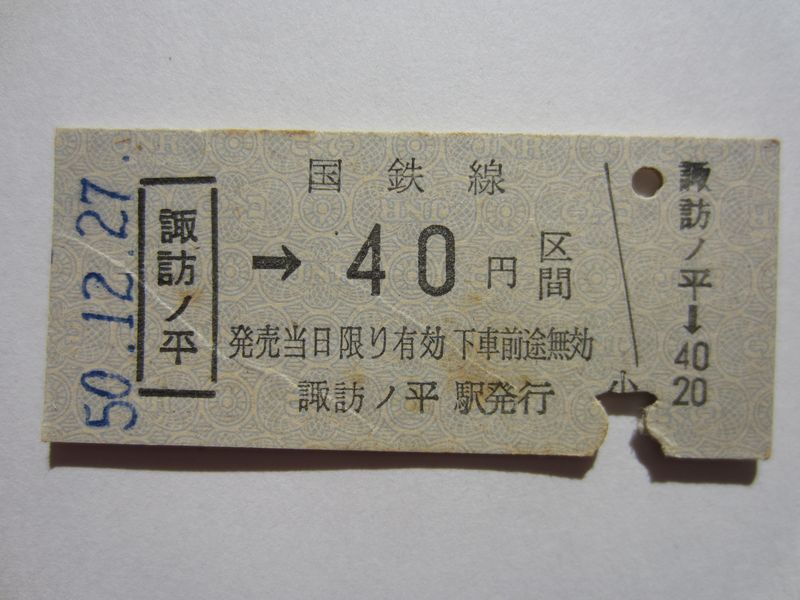 50.12.27.
諏訪ノ平
国鉄線
→ 40円区間
発売当日限り有効 下車前途無効
諏訪ノ平駅発行
小
諏訪ノ平→40
20